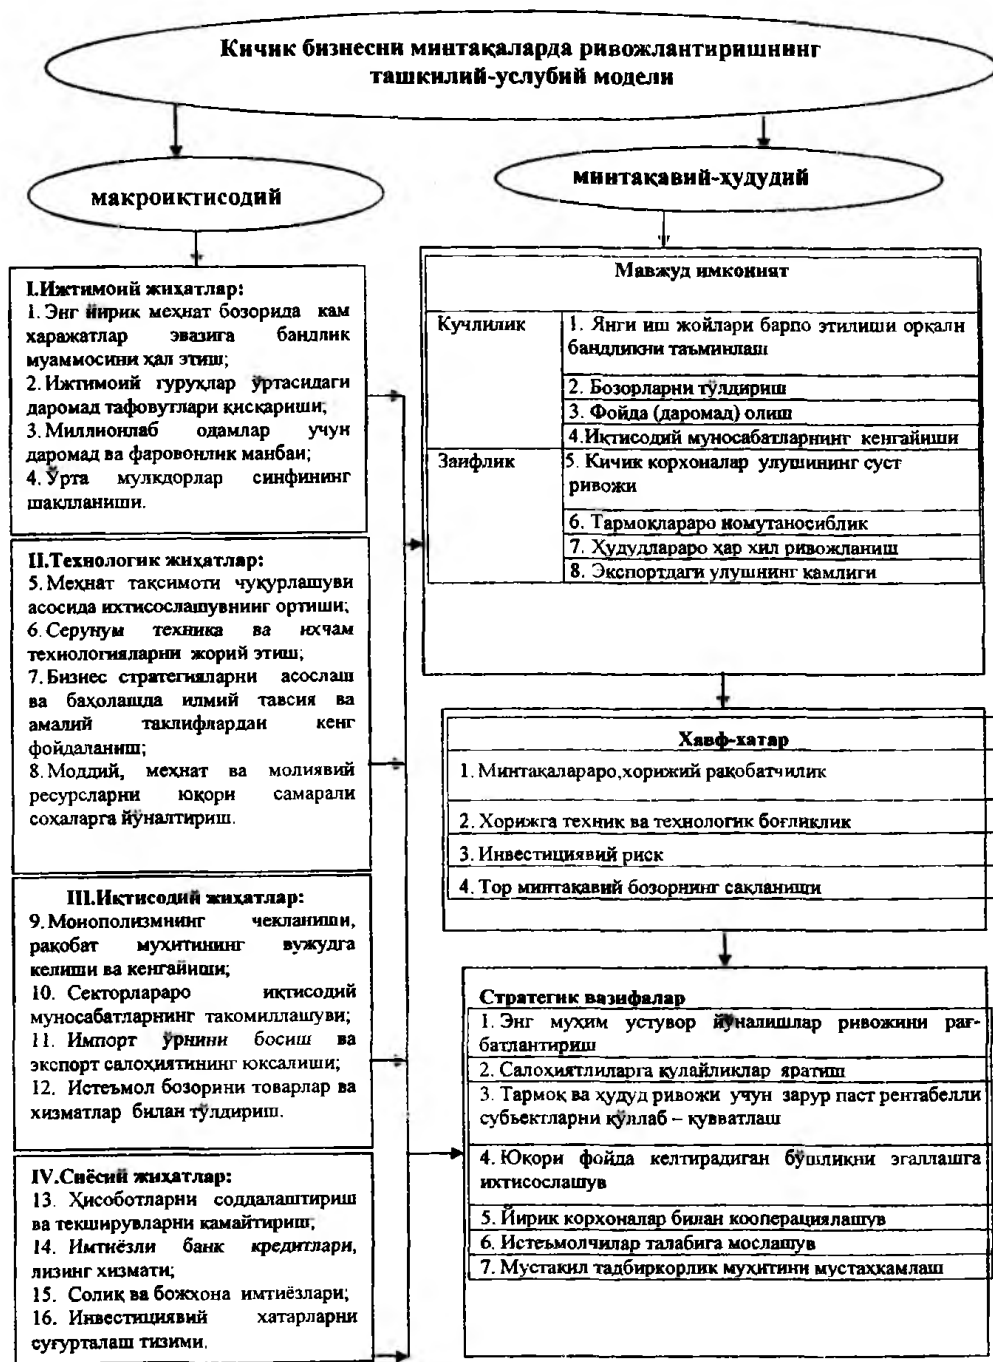 Кичик бизнесни минтақаларда ривожлантиришнинг
ташкилий-услубий модели
макроиқтисодий
минтақавий-ҳудудий
I.Ижтимоий жиҳатлар:
1. Энг йирик меҳнат бозорида кам
харажатлар эвазига бандлик
муаммосини ҳал этиш;
2. Ижтимоий гуруҳлар ўртасидаги
даромад тафовутлари қисқариши;
3. Миллионлаб одамлар учун
даромад ва фаровонлик манбаи;
4. Ўрта мулкдорлар синфининг
шаклланиши.
II.Технологик жиҳатлар:
5. Меҳнат тақсимоти чуқурлашуви
асосида ихтисослашувнинг ортиши;
6. Серунум техника ва ихчам
технологияларни жорий этиш;
7. Бизнес стратегияларни асослаш
ва баҳолашда илмий тавсия ва
амалий таклифлардан кенг
фойдаланиш;
8. Моддий, меҳнат ва молиявий
ресурсларни юқори самарали
соҳаларга йўналтириш.
III.Иқтисодий жиҳатлар:
9. Монополизмнинг чекланиши,
рақобат муҳитининг вужудга
келиши ва кенгайиши;
10. Секторлараро иқтисодий
муносабатларнинг такомиллашуви;
11. Импорт ўрнини босиш ва
экспорт салоҳиятининг юксалиши;
12. Истеъмол бозорини товарлар ва
хизматлар билан тўлдириш.
IV.Сиёсий жиҳатлар:
13. Ҳисоботларни соддалаштириш
ва текширувларни камайтириш;
14. Имтиёзли банк кредитлари,
лизинг хизмати;
15. Солиқ ва божхона имтиёзлари;
16. Инвестициявий хатарларни
суғурталаш тизими.
Мавжуд имконият
Кучлилик
1. Янги иш жойлари барпо этилиши орқали
бандликни таъминлаш
2. Бозорларни тўлдириш
3. Фойда (даромад) олиш
4.Иқтисодий муносабатларнинг кенгайиши
Заифлик
5. Кичик корхоналар улушининг суст
ривожи
6. Тармоқлараро номутаносиблик
7. Ҳудудлараро ҳар хил ривожланиш
8. Экспортдаги улушнинг камлиги
Хавф-хатар
1. Минтақалараро,хорижий рақобатчилик
2. Хорижга техник ва технологик боғлиқлик
3. Инвестициявий риск
4. Тор минтақавий бозорнинг сақланиши
Стратегик вазифалар
1. Энг муҳим устувор йўналишлар ривожини рағ-
батлантириш
2. Салоҳиятлиларга қулайликлар яратиш
3. Тармоқ ва ҳудуд ривожи учун зарур паст рентабелли
субъектларни қўллаб – қувватлаш
4. Юқори фойда келтирадиган бўшлиқни эгаллашга
ихтисослашув
5. Йирик корхоналар билан кооперациялашув
6. Истеъмолчилар талабига мослашув
7. Мустақил тадбиркорлик муҳитини мустаҳкамлаш